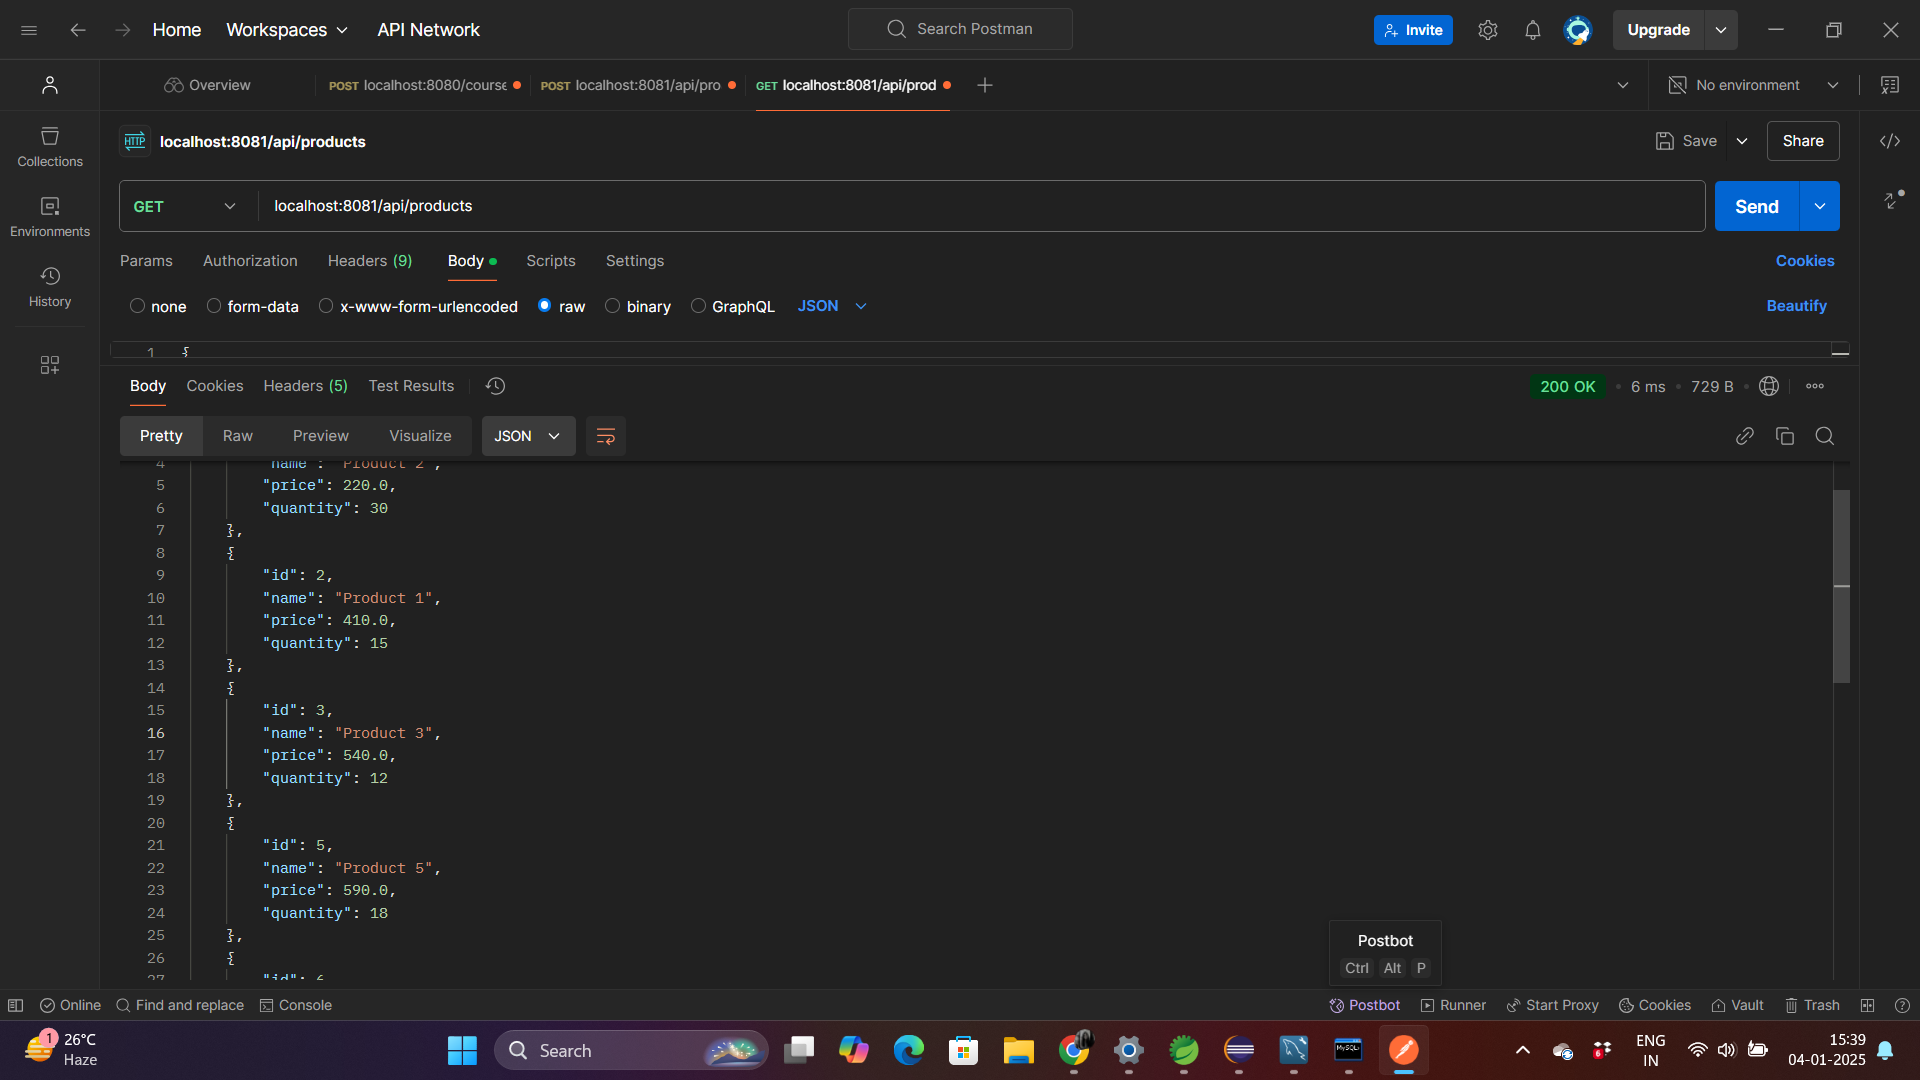 Home Workspaces API Network Search Postman Invite Upgrade
Overview POST localhost:8080/course POST localhost:8081/api/pro GET localhost:8081/api/prod No environment
HTTP localhost:8081/api/products Save Share
Collections
Environments
History
GET localhost:8081/api/products Send
Params Authorization Headers (9) Body Scripts Settings Cookies
none form-data x-www-form-urlencoded raw binary GraphQL JSON Beautify
1 {
Body Cookies Headers (5) Test Results 200 OK 6 ms 729 B
Pretty Raw Preview Visualize JSON
4 "name": "Product 2",
5 "price": 220.0,
6 "quantity": 30
7 },
8 {
9 "id": 2,
10 "name": "Product 1",
11 "price": 410.0,
12 "quantity": 15
13 },
14 {
15 "id": 3,
16 "name": "Product 3",
17 "price": 540.0,
18 "quantity": 12
19 },
20 {
21 "id": 5,
22 "name": "Product 5",
23 "price": 590.0,
24 "quantity": 18
25 },
26 {
27 "id": 6
Postbot
Ctrl Alt P
Online Find and replace Console Postbot Runner Start Proxy Cookies Vault Trash
1 26°C
Haze
Search
MySQL
6
ENG
IN
15:39
04-01-2025